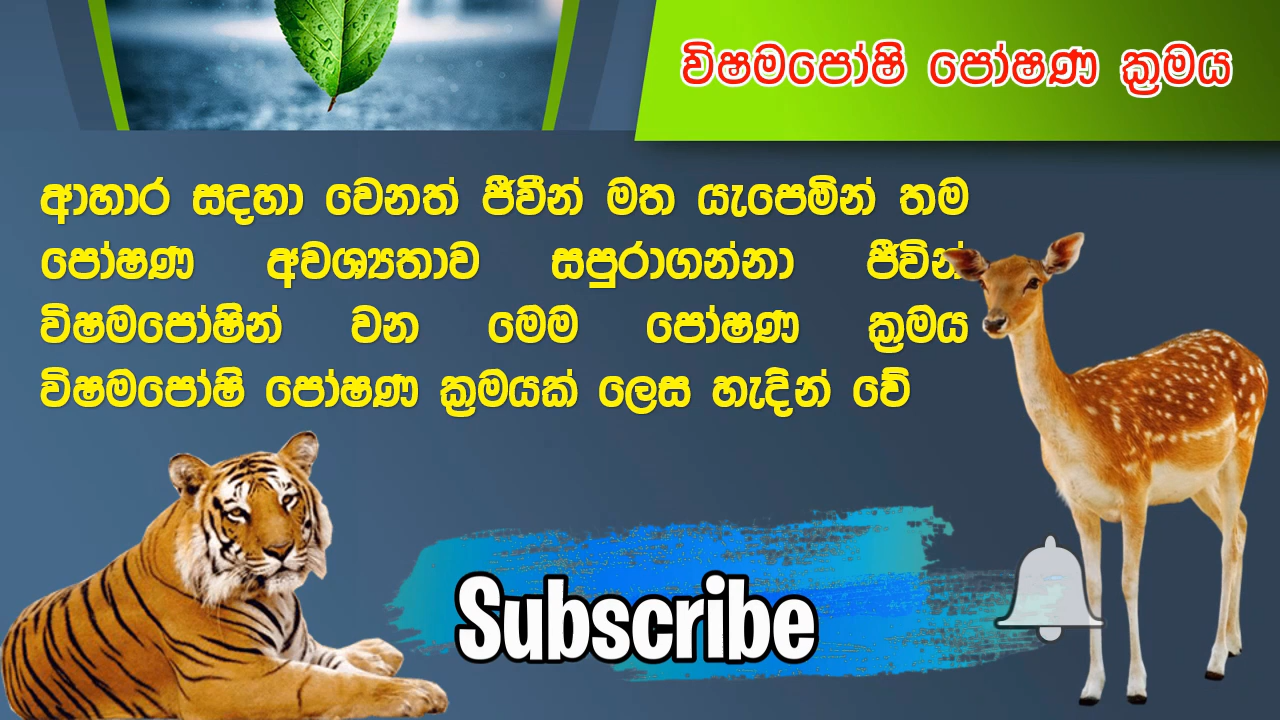 විෂමපෝෂි පෝෂණ ක්‍රමය
ආහාර සදහා වෙනත් ජීවීන් මත යැපෙමින් තම
පෝෂණ අවශ්‍යතාව සපුරාගන්නා ජීවින්
විෂමපෝෂීන් වන මෙම පෝෂණ ක්‍රමය
විෂමපෝෂි පෝෂණ ක්‍රමයක් ලෙස හැදින් වේ
Subscribe